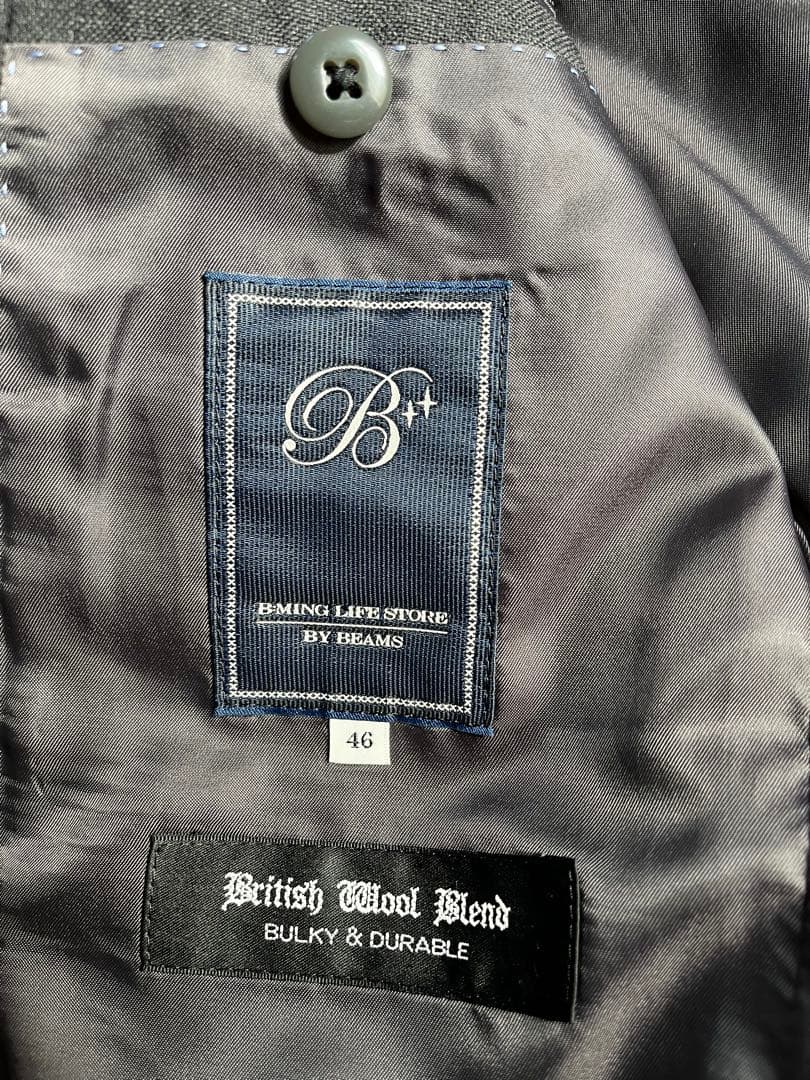 B++
B:MING LIFE STORE
BY BEAMS
46
British Wool Blend
BULKY & DURABLE